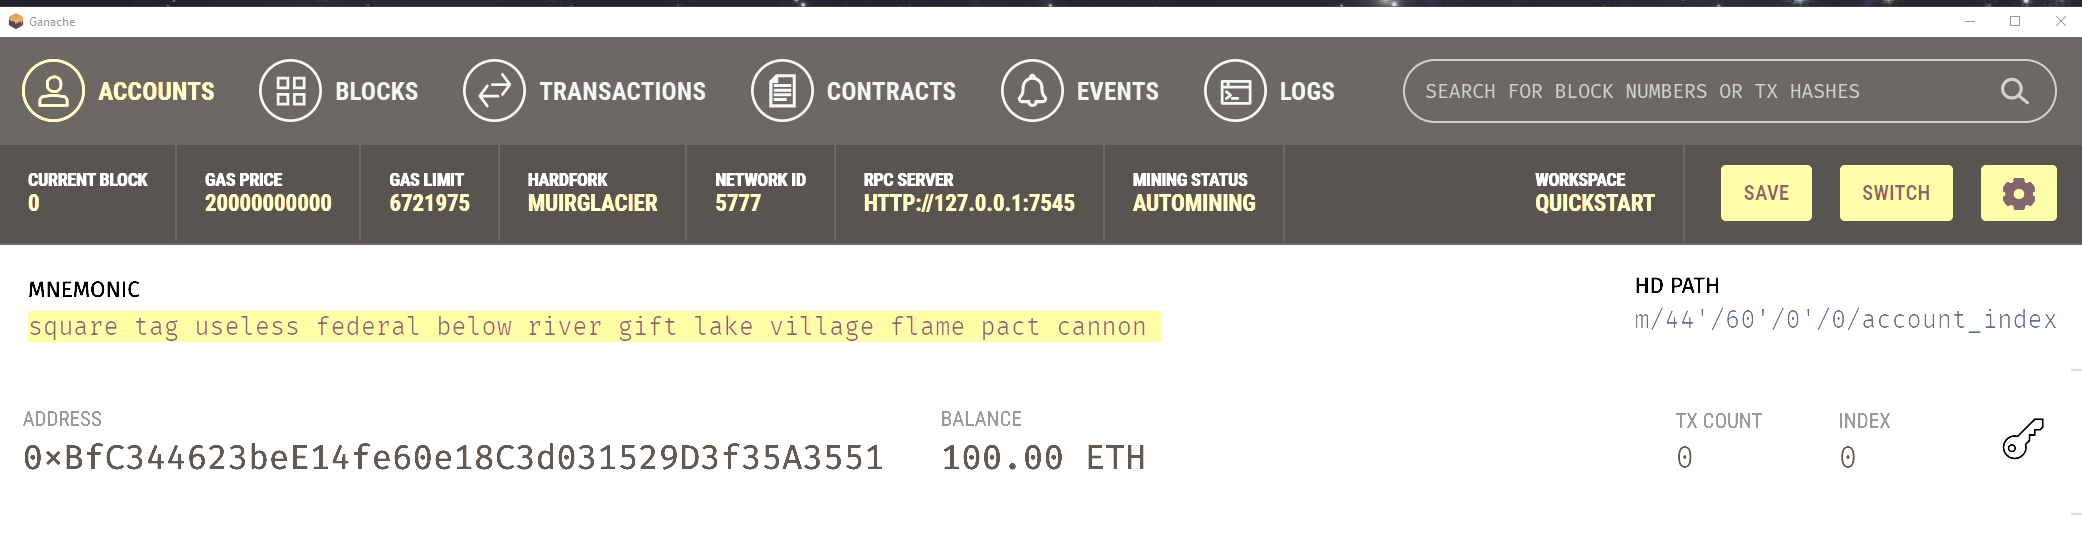 Ganache
ACCOUNTS BLOCKS TRANSACTIONS CONTRACTS EVENTS LOGS SEARCH FOR BLOCK NUMBERS OR TX HASHES
CURRENT BLOCK GAS PRICE GAS LIMIT HARDFORK NETWORK ID RPC SERVER MINING STATUS WORKSPACE
0 20000000000 6721975 MUIRGLACIER 5777 HTTP://127.0.0.1:7545 AUTOMINING QUICKSTART SAVE SWITCH
MNEMONIC HD PATH
square tag useless federal below river gift lake village flame pact cannon m/44'/60'/0'/0/account_index
ADDRESS BALANCE TX COUNT INDEX
0×BfC344623beE14fe60e18C3d031529D3f35A3551 100.00 ETH 0 0